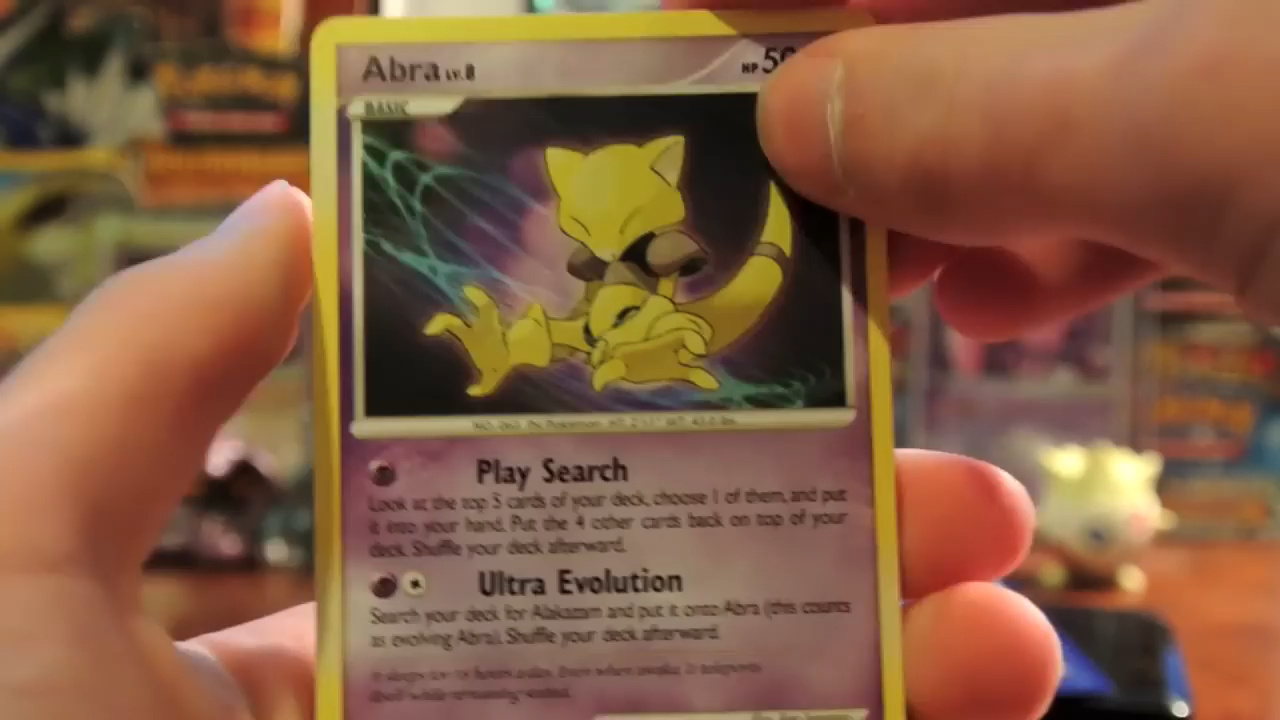 Abra LV.8
HP 50
BASIC
Play Search
Look at the top 5 cards of your deck, choose 1 of them, and put
it into your hand. Put the 4 other cards back on top of your
deck. Shuffle your deck afterward.
Ultra Evolution
Search your deck for Alakazam and put it onto Abra (this counts
as evolving Abra). Shuffle your deck afterward.